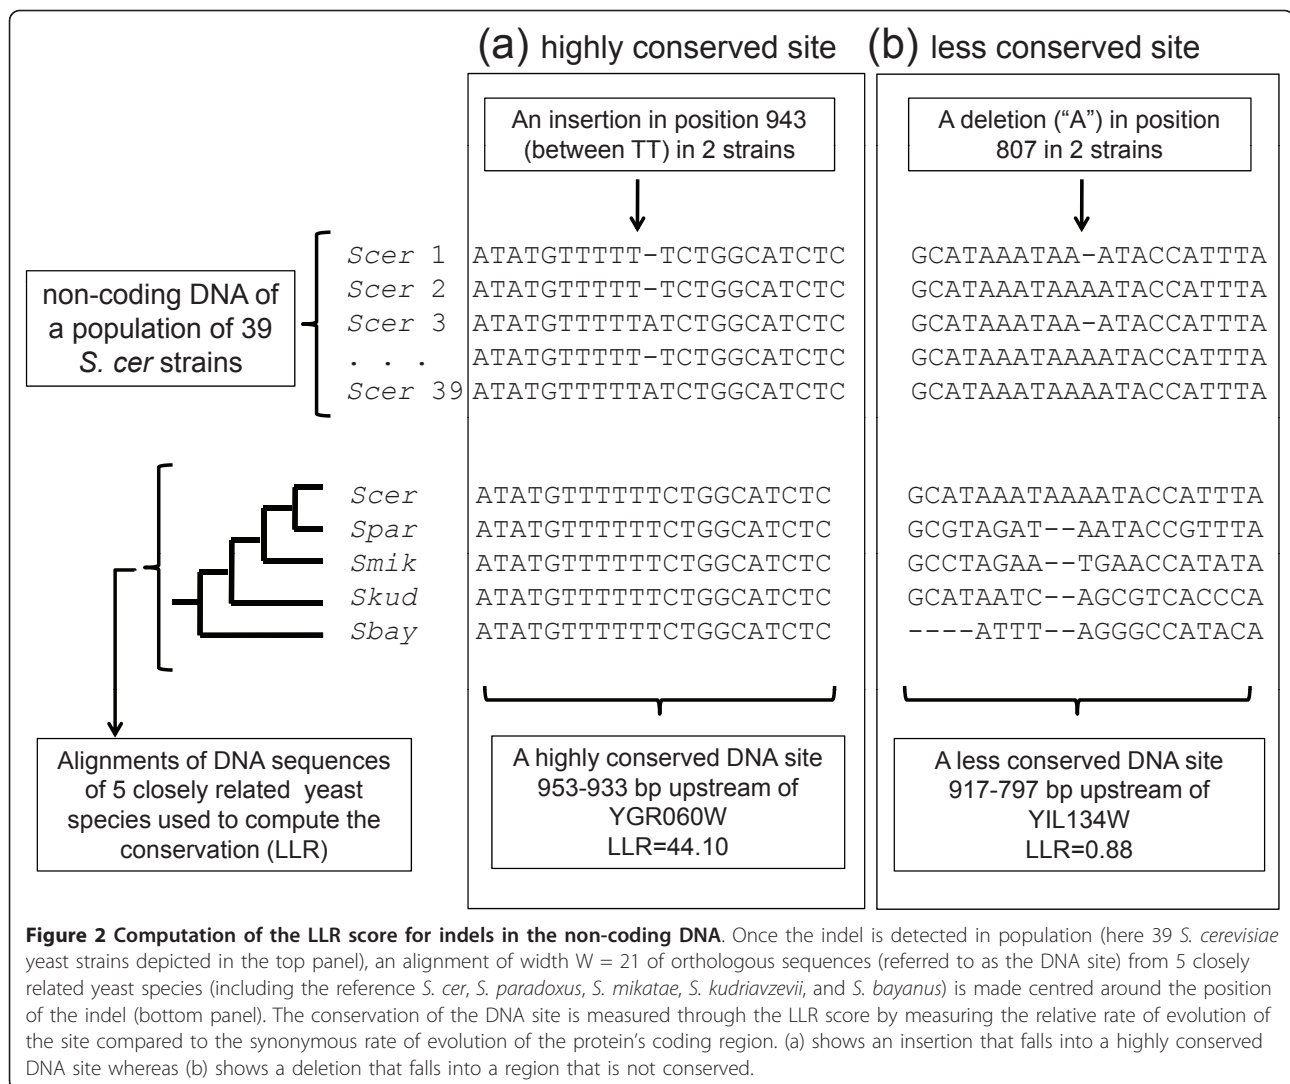 (a) highly conserved site
(b) less conserved site
An insertion in position 943
(between TT) in 2 strains
A deletion ("A") in position
807 in 2 strains
non-coding DNA of
a population of 39
S. cer strains
Scer 1 ATATGTTTTT-TCTGGCATCTC GCATAAATAA-ATACCATTTA
Scer 2 ATATGTTTTT-TCTGGCATCTC GCATAAATAAAATACCATTTA
Scer 3 ATATGTTTTTATCTGGCATCTC GCATAAATAA-ATACCATTTA
. . . ATATGTTTTT-TCTGGCATCTC GCATAAATAAAATACCATTTA
Scer 39 ATATGTTTTTATCTGGCATCTC GCATAAATAAAATACCATTTA
Scer ATATGTTTTTTCTGGCATCTC GCATAAATAAAATACCATTTA
Spar ATATGTTTTTTCTGGCATCTC GCGTAGAT--AATACCGTTTA
Smik ATATGTTTTTTCTGGCATCTC GCCTAGAA--TGAACCATATA
Skud ATATGTTTTTTCTGGCATCTC GCATAATC--AGCGTCACCCA
Sbay ATATGTTTTTTCTGGCATCTC ----ATTT--AGGGCCATACA
Alignments of DNA sequences
of 5 closely related yeast
species used to compute the
conservation (LLR)
A highly conserved DNA site
953-933 bp upstream of
YGR060W
LLR=44.10
A less conserved DNA site
917-797 bp upstream of
YIL134W
LLR=0.88
Figure 2 Computation of the LLR score for indels in the non-coding DNA. Once the indel is detected in population (here 39 S. cerevisiae
yeast strains depicted in the top panel), an alignment of width W = 21 of orthologous sequences (referred to as the DNA site) from 5 closely
related yeast species (including the reference S. cer, S. paradoxus, S. mikatae, S. kudriavzevii, and S. bayanus) is made centred around the position
of the indel (bottom panel). The conservation of the DNA site is measured through the LLR score by measuring the relative rate of evolution of
the site compared to the synonymous rate of evolution of the protein's coding region. (a) shows an insertion that falls into a highly conserved
DNA site whereas (b) shows a deletion that falls into a region that is not conserved.